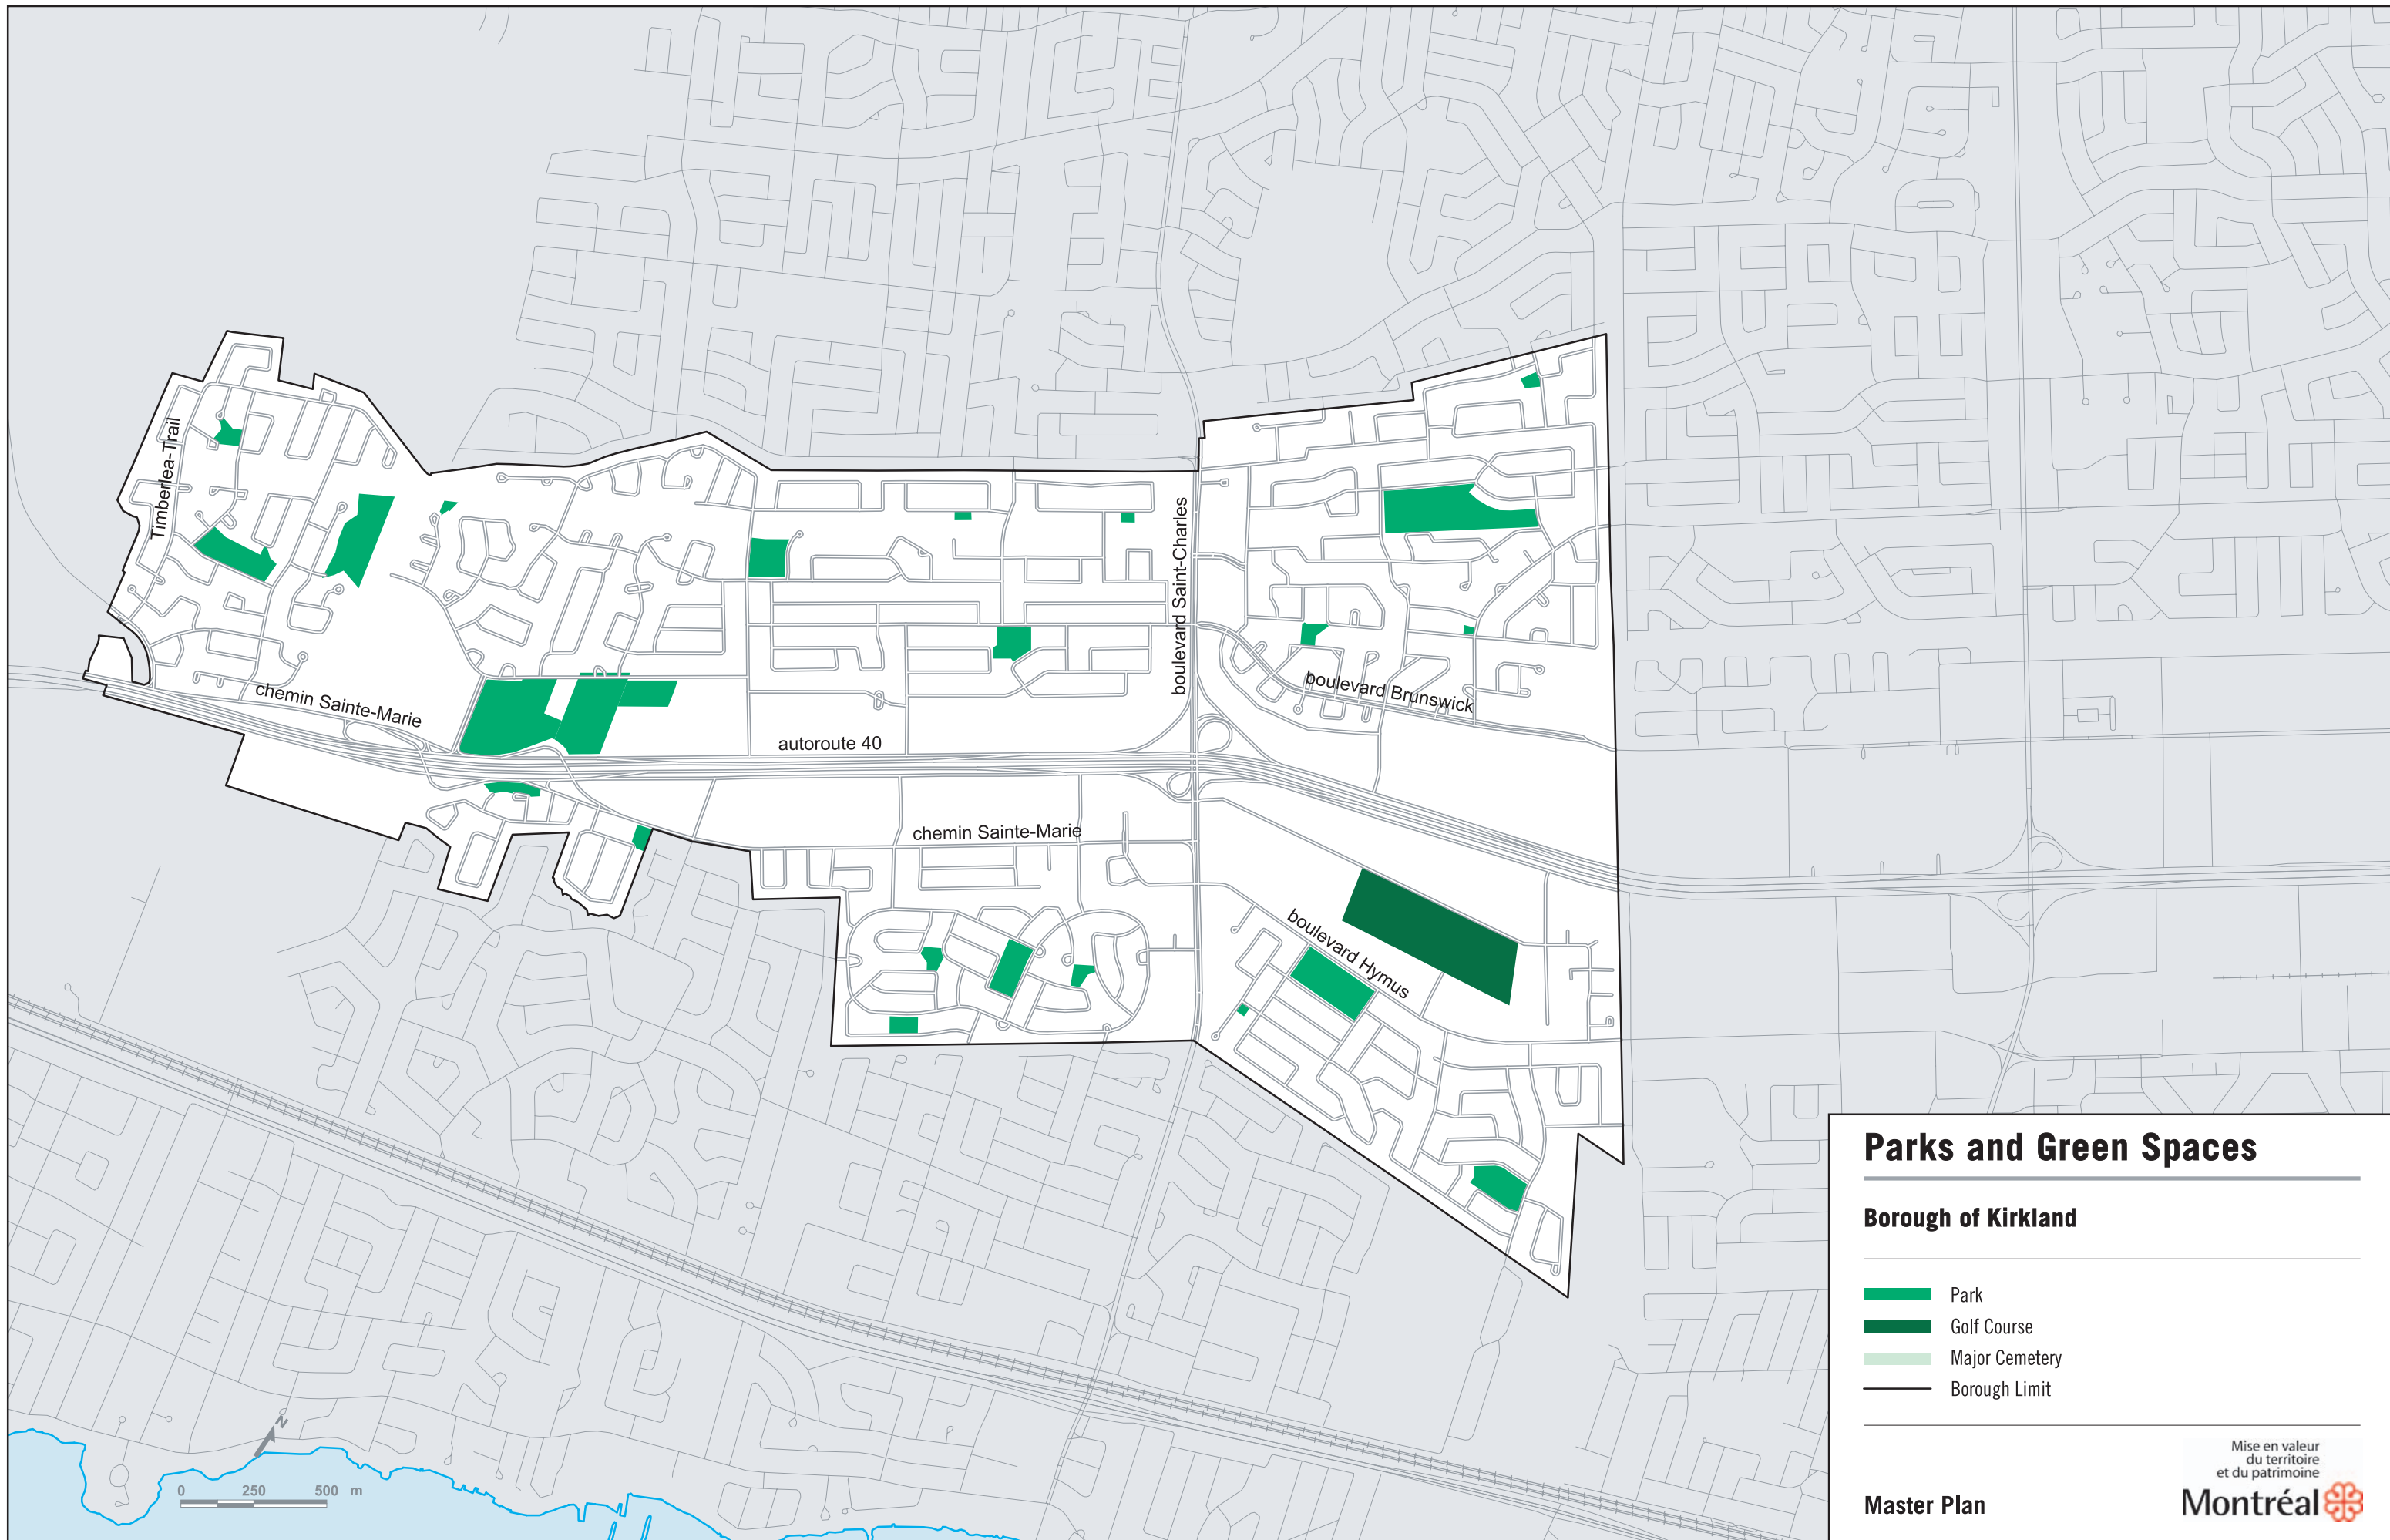 Timberlea-Trail
boulevard Saint-Charles
chemin Sainte-Marie
boulevard Brunswick
autoroute 40
chemin Sainte-Marie
boulevard Hymus
N
0 250 500 m
Parks and Green Spaces
Borough of Kirkland
Park
Golf Course
Major Cemetery
Borough Limit
Mise en valeur
du territoire
et du patrimoine
Master Plan
Montréal